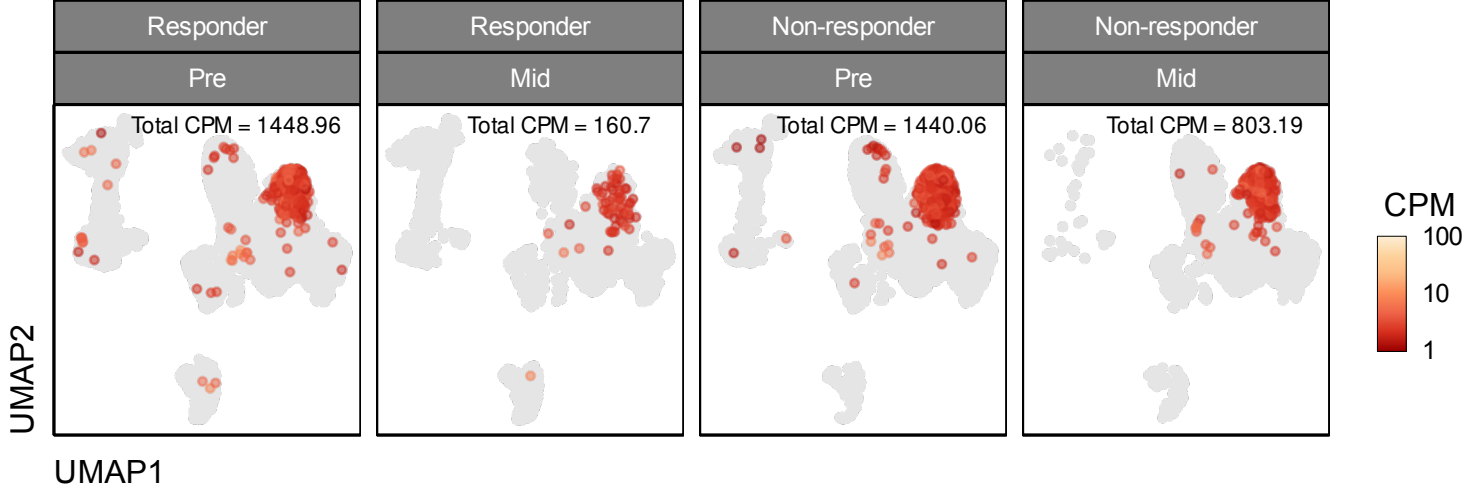 Responder
Responder
Non-responder
Non-responder
Pre
Mid
Pre
Mid
Total CPM = 1448.96
Total CPM = 160.7
Total CPM = 1440.06
Total CPM = 803.19
CPM
100
10
1
UMAP2
UMAP1